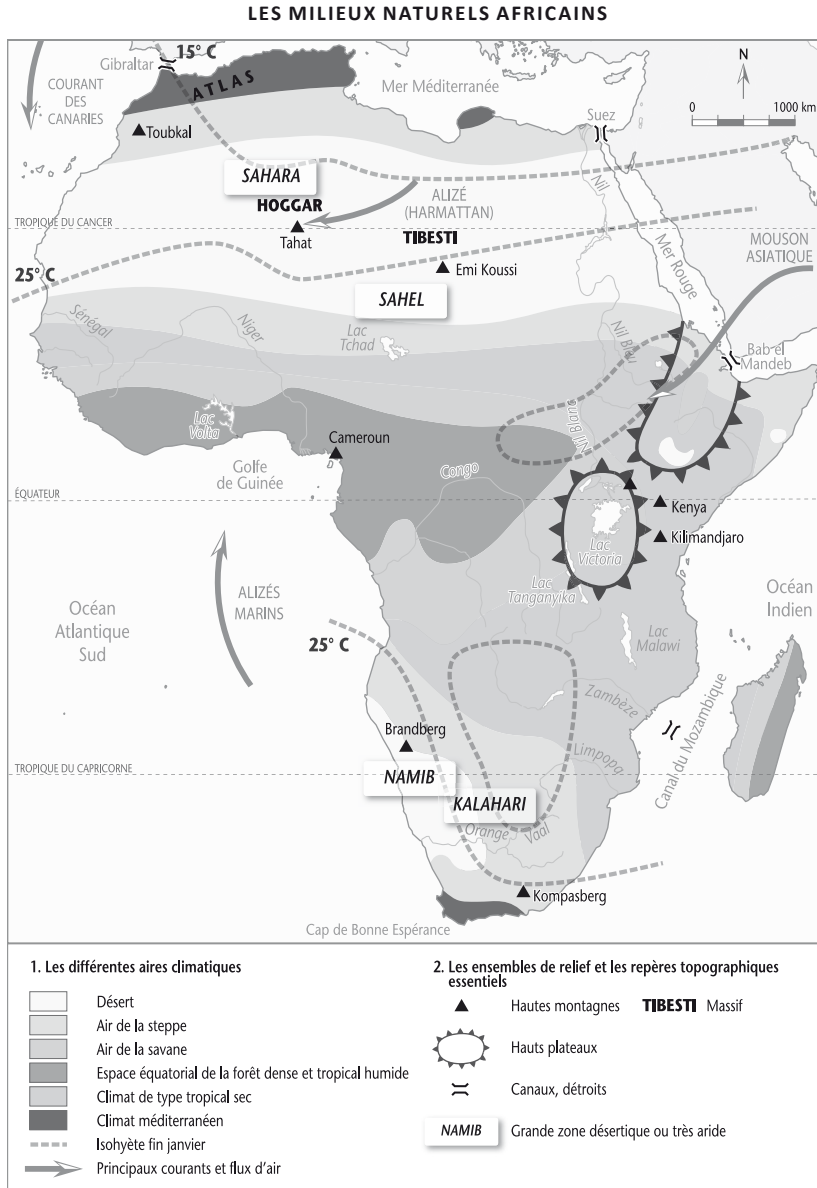 LES MILIEUX NATURELS AFRICAINS
15° C
Gibraltar
COURANT
DES
CANARIES
ATLAS
Mer Méditerranée
N
0
1000 km
Suez
Toubkal
SAHARA
HOGGAR
Nil
ALIZÉ
(HARMATTAN)
TROPIQUE DU CANCER
Tahat
TIBESTI
Mer Rouge
MOUSON
ASIATIQUE
25° C
Emi Koussi
SAHEL
Sénégal
Niger
Lac
Tchad
Nil Bleu
Bab el
Mandeb
Lac
Volta
Nil Blanc
Cameroun
Golfe
de Guinée
Congo
ÉQUATEUR
Kenya
Kilimandjaro
Lac
Victoria
ALIZÉS
MARINS
Lac
Tanganyika
Océan
Atlantique
Sud
Océan
Indien
25° C
Lac
Malawi
Zambèze
Canal du Mozambique
Brandberg
Limpopa
TROPIQUE DU CAPRICORNE
NAMIB
KALAHARI
Orange
Vaal
Kompasberg
Cap de Bonne Espérance
1. Les différentes aires climatiques
Désert
Air de la steppe
Air de la savane
Espace équatorial de la forêt dense et tropical humide
Climat de type tropical sec
Climat méditerranéen
Isohyète fin janvier
Principaux courants et flux d'air
2. Les ensembles de relief et les repères topographiques
essentiels
Hautes montagnes
TIBESTI Massif
Hauts plateaux
Canaux, détroits
NAMIB Grande zone désertique ou très aride